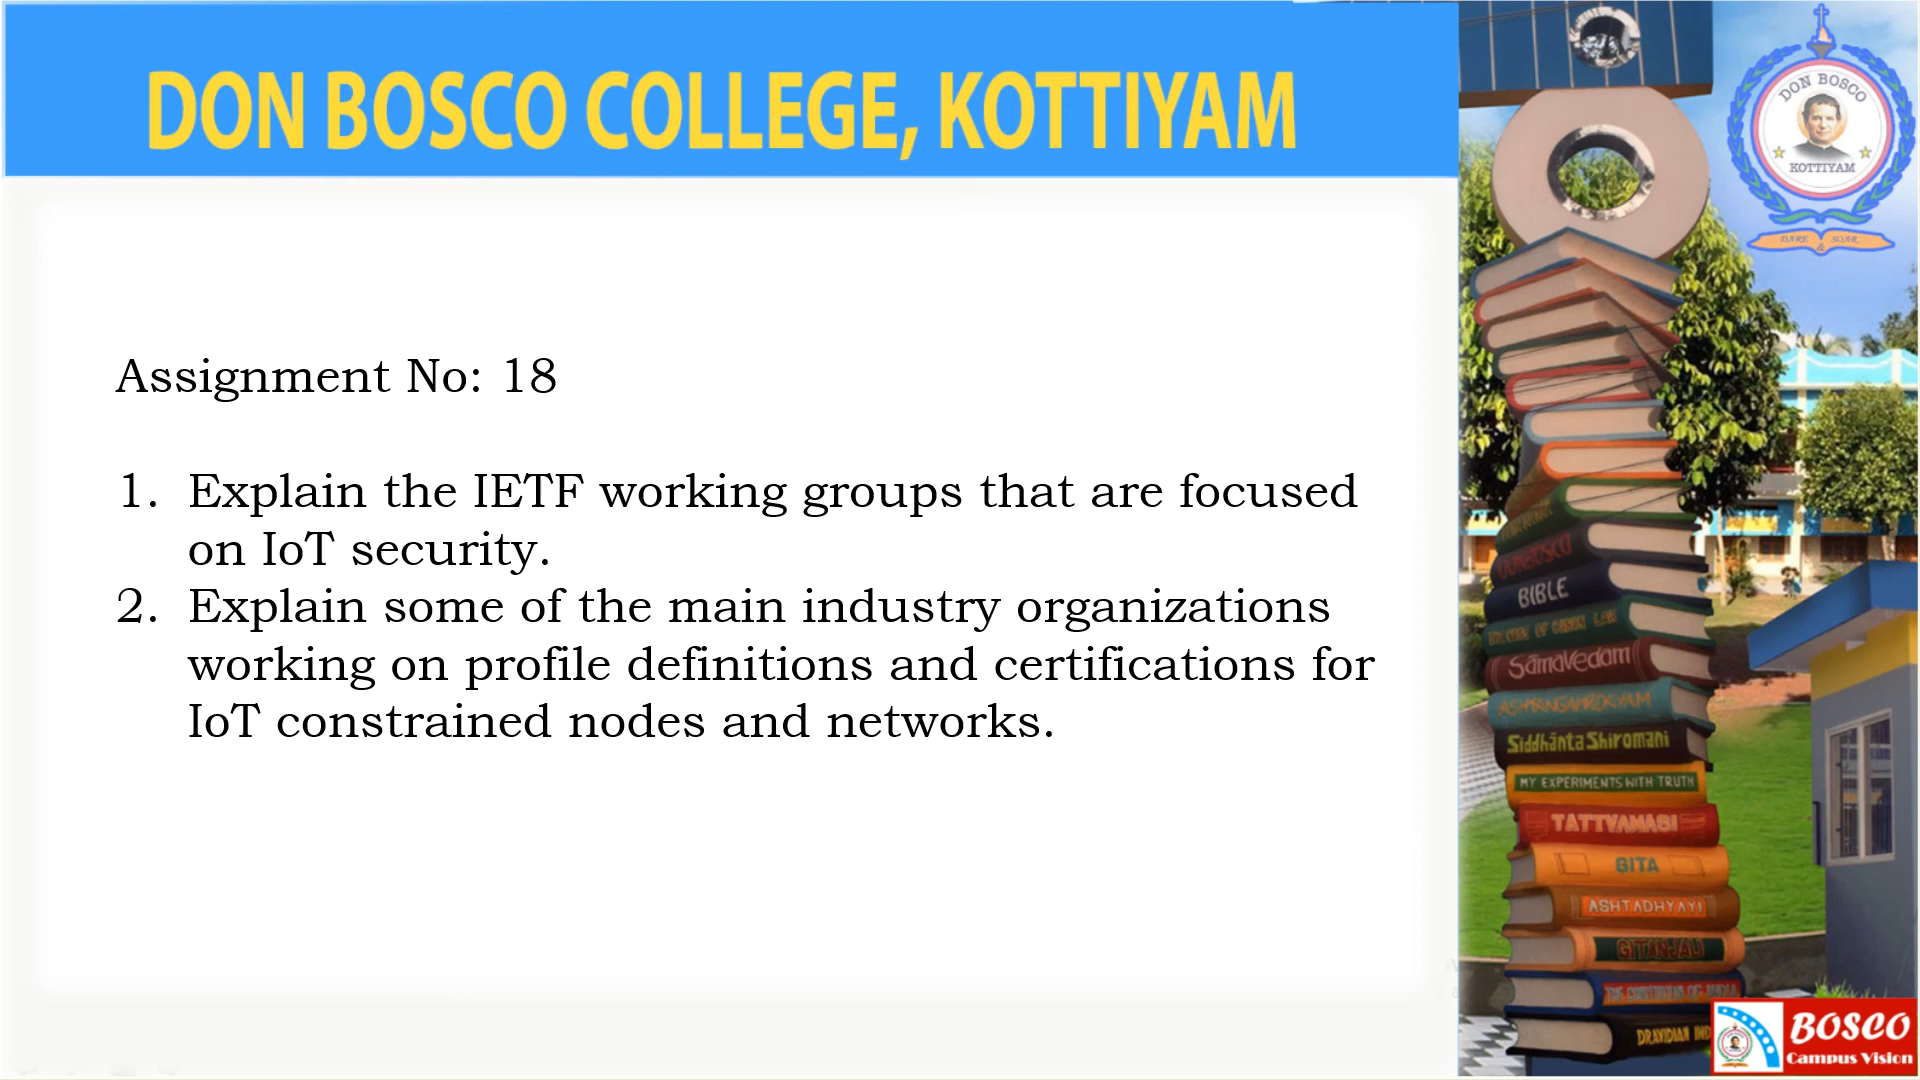 DON BOSCO COLLEGE, KOTTIYAM
DON BOSCO
KOTTIYAM
DARE & SOAR
Assignment No: 18
1. Explain the IETF working groups that are focused
on IoT security.
2. Explain some of the main industry organizations
working on profile definitions and certifications for
IoT constrained nodes and networks.
BIBLE
Sāmavedam
Siddhānta Shiromani
MY EXPERIMENTS WITH TRUTH
TATTVAMASI
GITA
ASHTADHYAYI
GITANJALI
DRAVIDIAN
BOSCO
Campus Vision